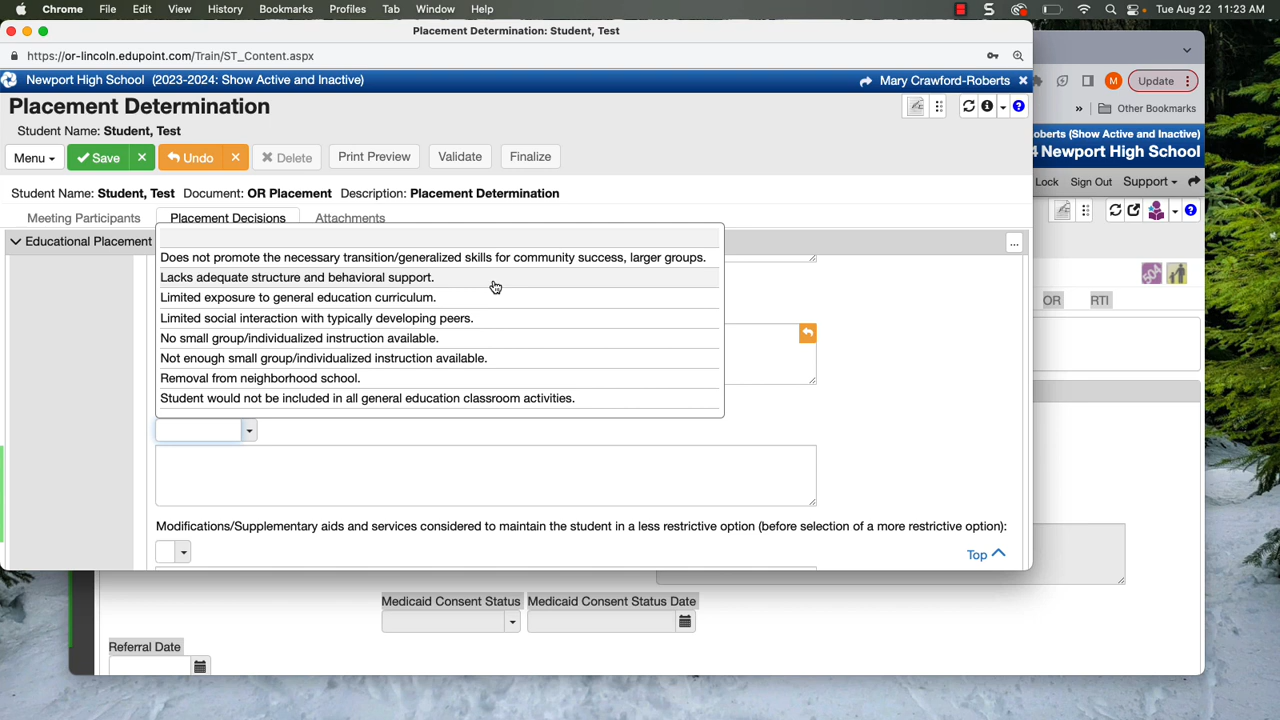 Chrome File Edit View History Bookmarks Profiles Tab Window Help Tue Aug 22 11:23 AM
Placement Determination: Student, Test
https://or-lincoln.edupoint.com/Train/ST_Content.aspx
Newport High School (2023-2024: Show Active and Inactive) Mary Crawford-Roberts
M Update
Other Bookmarks
oberts (Show Active and Inactive)
Newport High School
Lock Sign Out Support
Placement Determination
Student Name: Student, Test
Menu Save Undo Delete Print Preview Validate Finalize
Student Name: Student, Test Document: OR Placement Description: Placement Determination
Meeting Participants Placement Decisions Attachments
Educational Placement
...
Does not promote the necessary transition/generalized skills for community success, larger groups.
Lacks adequate structure and behavioral support.
Limited exposure to general education curriculum.
Limited social interaction with typically developing peers.
No small group/individualized instruction available.
Not enough small group/individualized instruction available.
Removal from neighborhood school.
Student would not be included in all general education classroom activities.
504
OR RTI
Modifications/Supplementary aids and services considered to maintain the student in a less restrictive option (before selection of a more restrictive option):
Top
Medicaid Consent Status Medicaid Consent Status Date
Referral Date